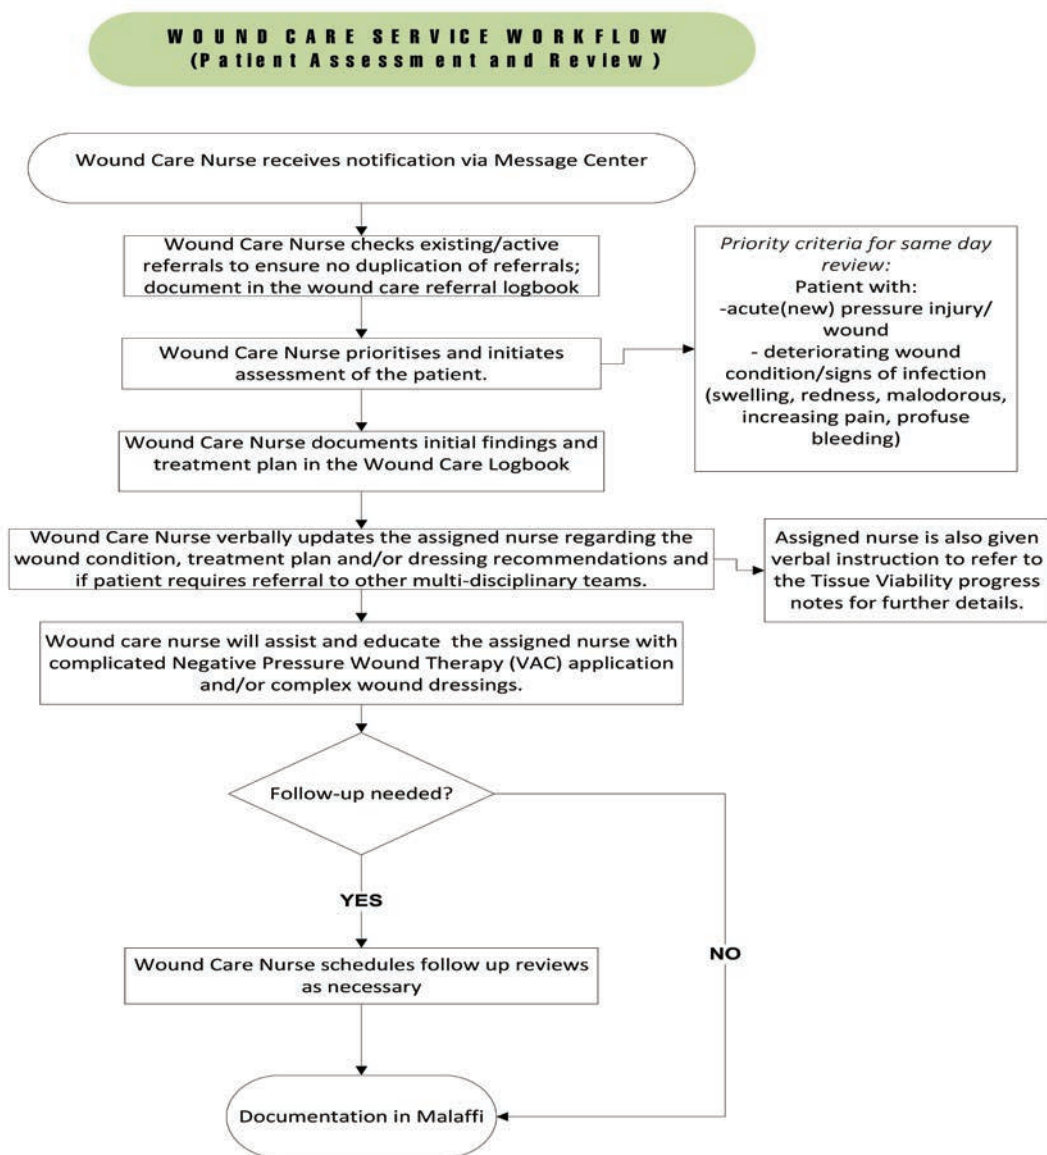 WOUND CARE SERVICE WORKFLOW
(Patient Assessment and Review)
Wound Care Nurse receives notification via Message Center
Wound Care Nurse checks existing/active
referrals to ensure no duplication of referrals;
document in the wound care referral logbook
Wound Care Nurse prioritises and initiates
assessment of the patient.
Priority criteria for same day
review:
Patient with:
-acute(new) pressure injury/
wound
- deteriorating wound
condition/signs of infection
(swelling, redness, malodorous,
increasing pain, profuse
bleeding)
Wound Care Nurse documents initial findings and
treatment plan in the Wound Care Logbook
Wound Care Nurse verbally updates the assigned nurse regarding the
wound condition, treatment plan and/or dressing recommendations and
if patient requires referral to other multi-disciplinary teams.
Assigned nurse is also given
verbal instruction to refer to
the Tissue Viability progress
notes for further details.
Wound care nurse will assist and educate the assigned nurse with
complicated Negative Pressure Wound Therapy (VAC) application
and/or complex wound dressings.
Follow-up needed?
YES
NO
Wound Care Nurse schedules follow up reviews
as necessary
Documentation in Malaffi